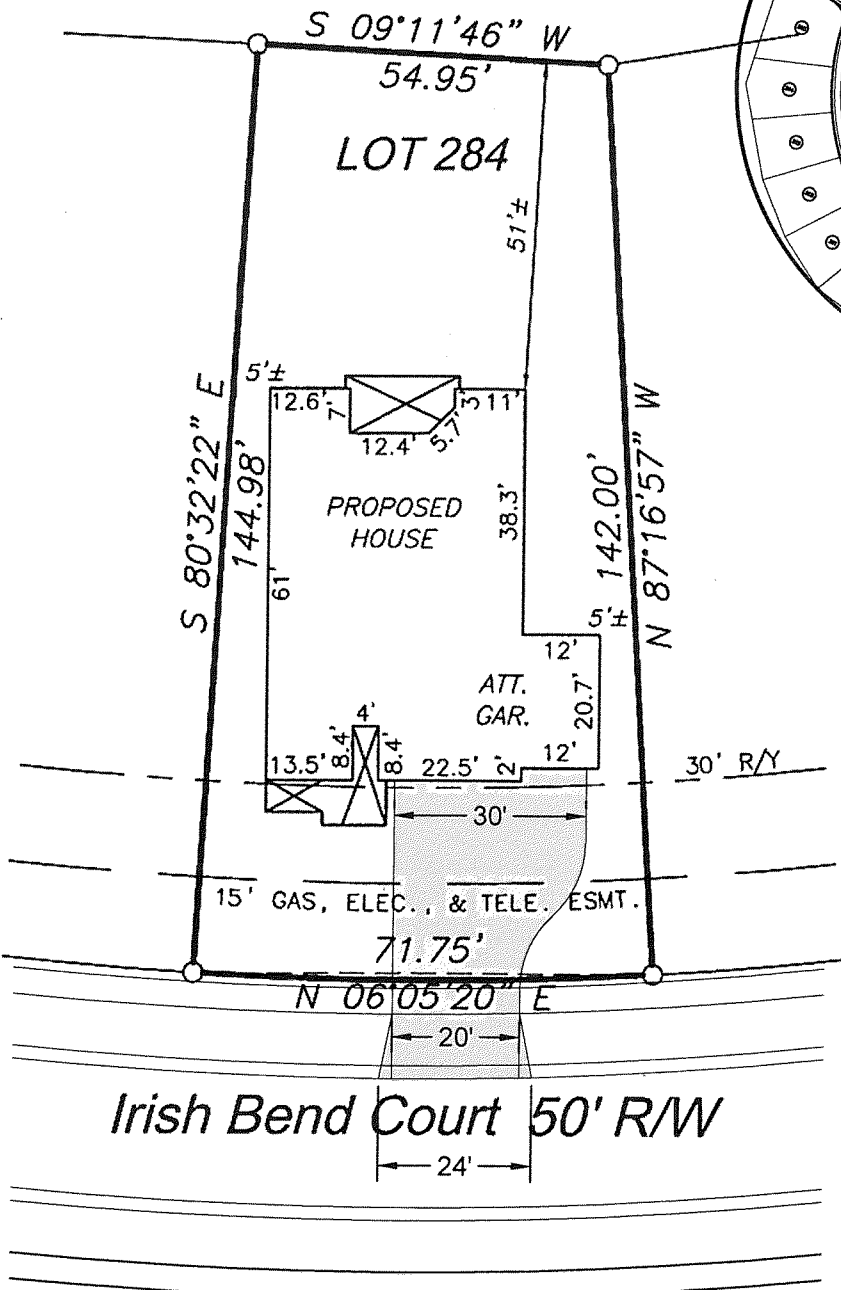 S 09°11'46" W
54.95'
LOT 284
51'±
S 80°32'22" E
144.98'
N 87°16'57" W
142.00'
5'±
12.6'
7'
12.4'
5.7'
3'
11'
PROPOSED
HOUSE
38.3'
61'
5'±
12'
ATT.
GAR.
20.7'
4'
8.4'
8.4'
13.5'
22.5'
2'
12'
30' R/Y
30'
15' GAS, ELEC., & TELE. ESMT.
71.75'
N 06°05'20" E
20'
Irish Bend Court 50' R/W
24'